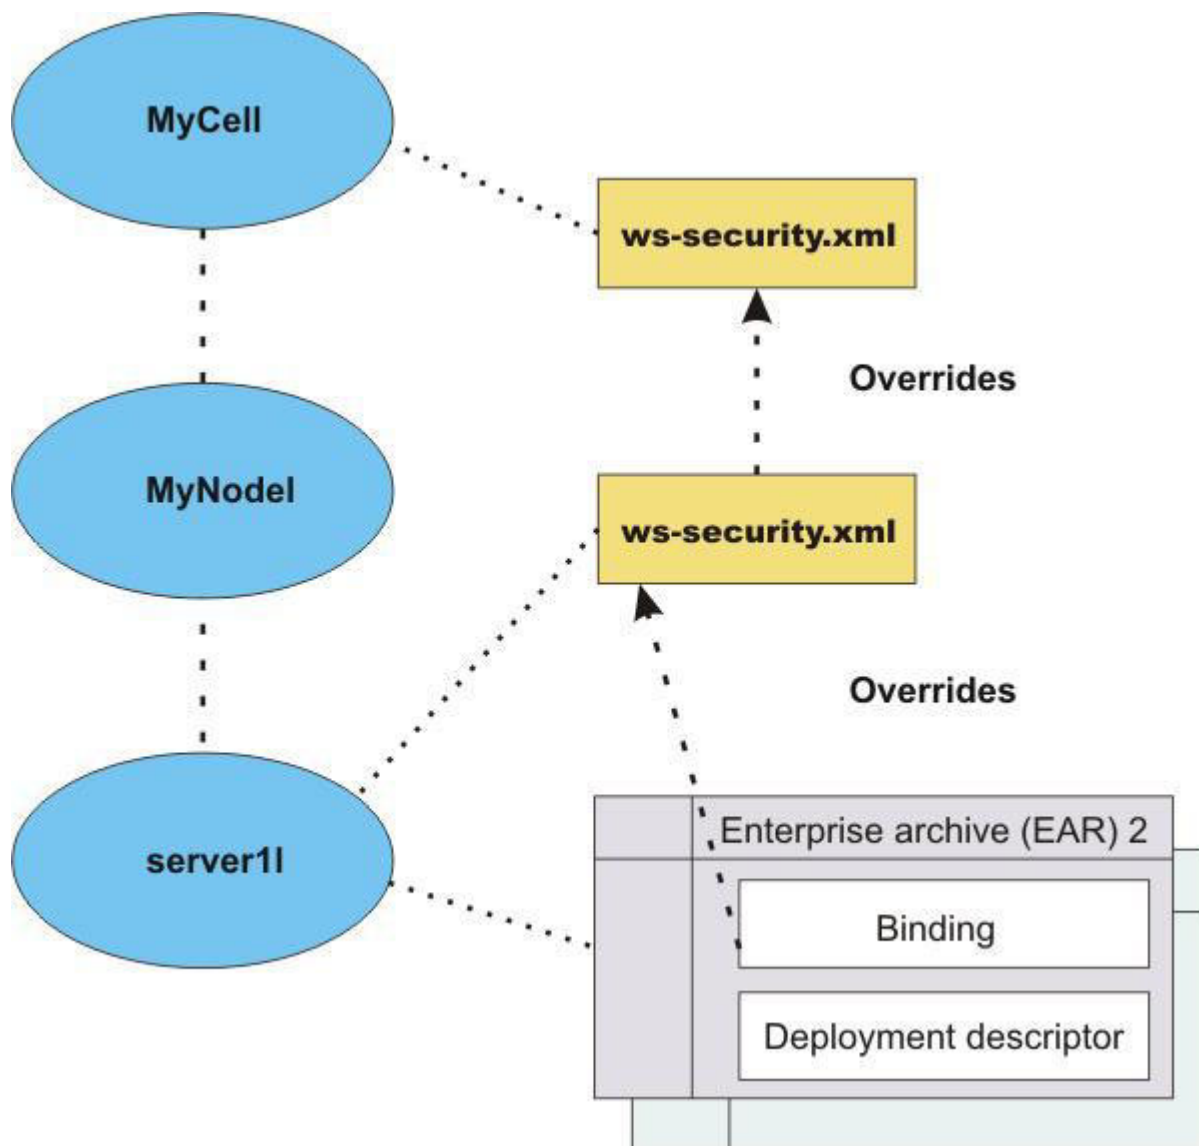 MyCell
ws-security.xml
Overrides
MyNodel
ws-security.xml
Overrides
server1l
Enterprise archive (EAR) 2
Binding
Deployment descriptor